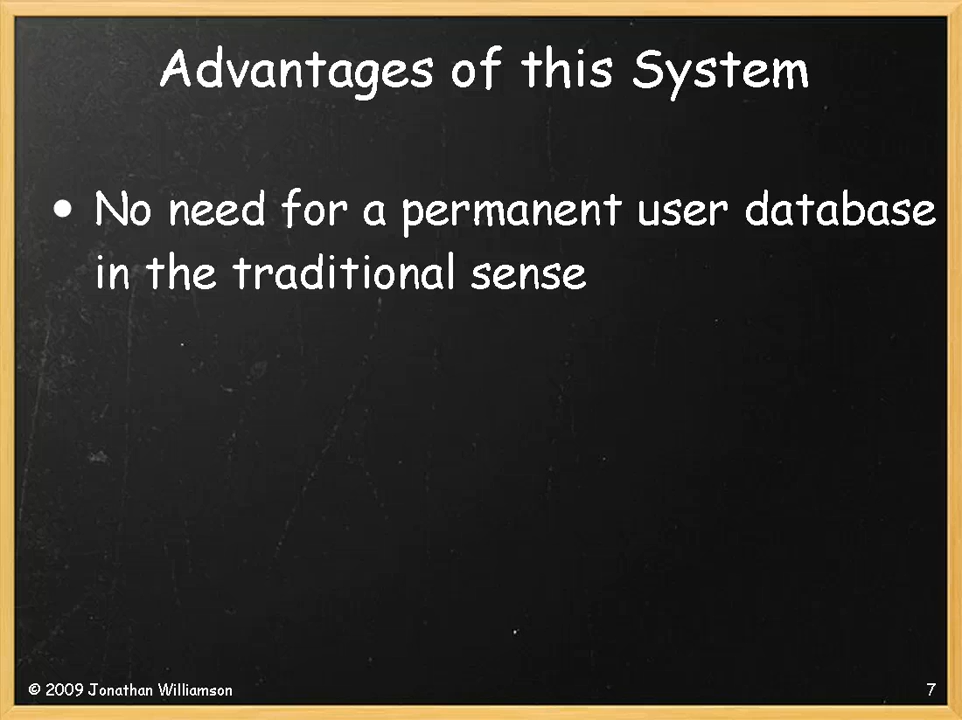 Advantages of this System
• No need for a permanent user database
in the traditional sense
© 2009 Jonathan Williamson
7